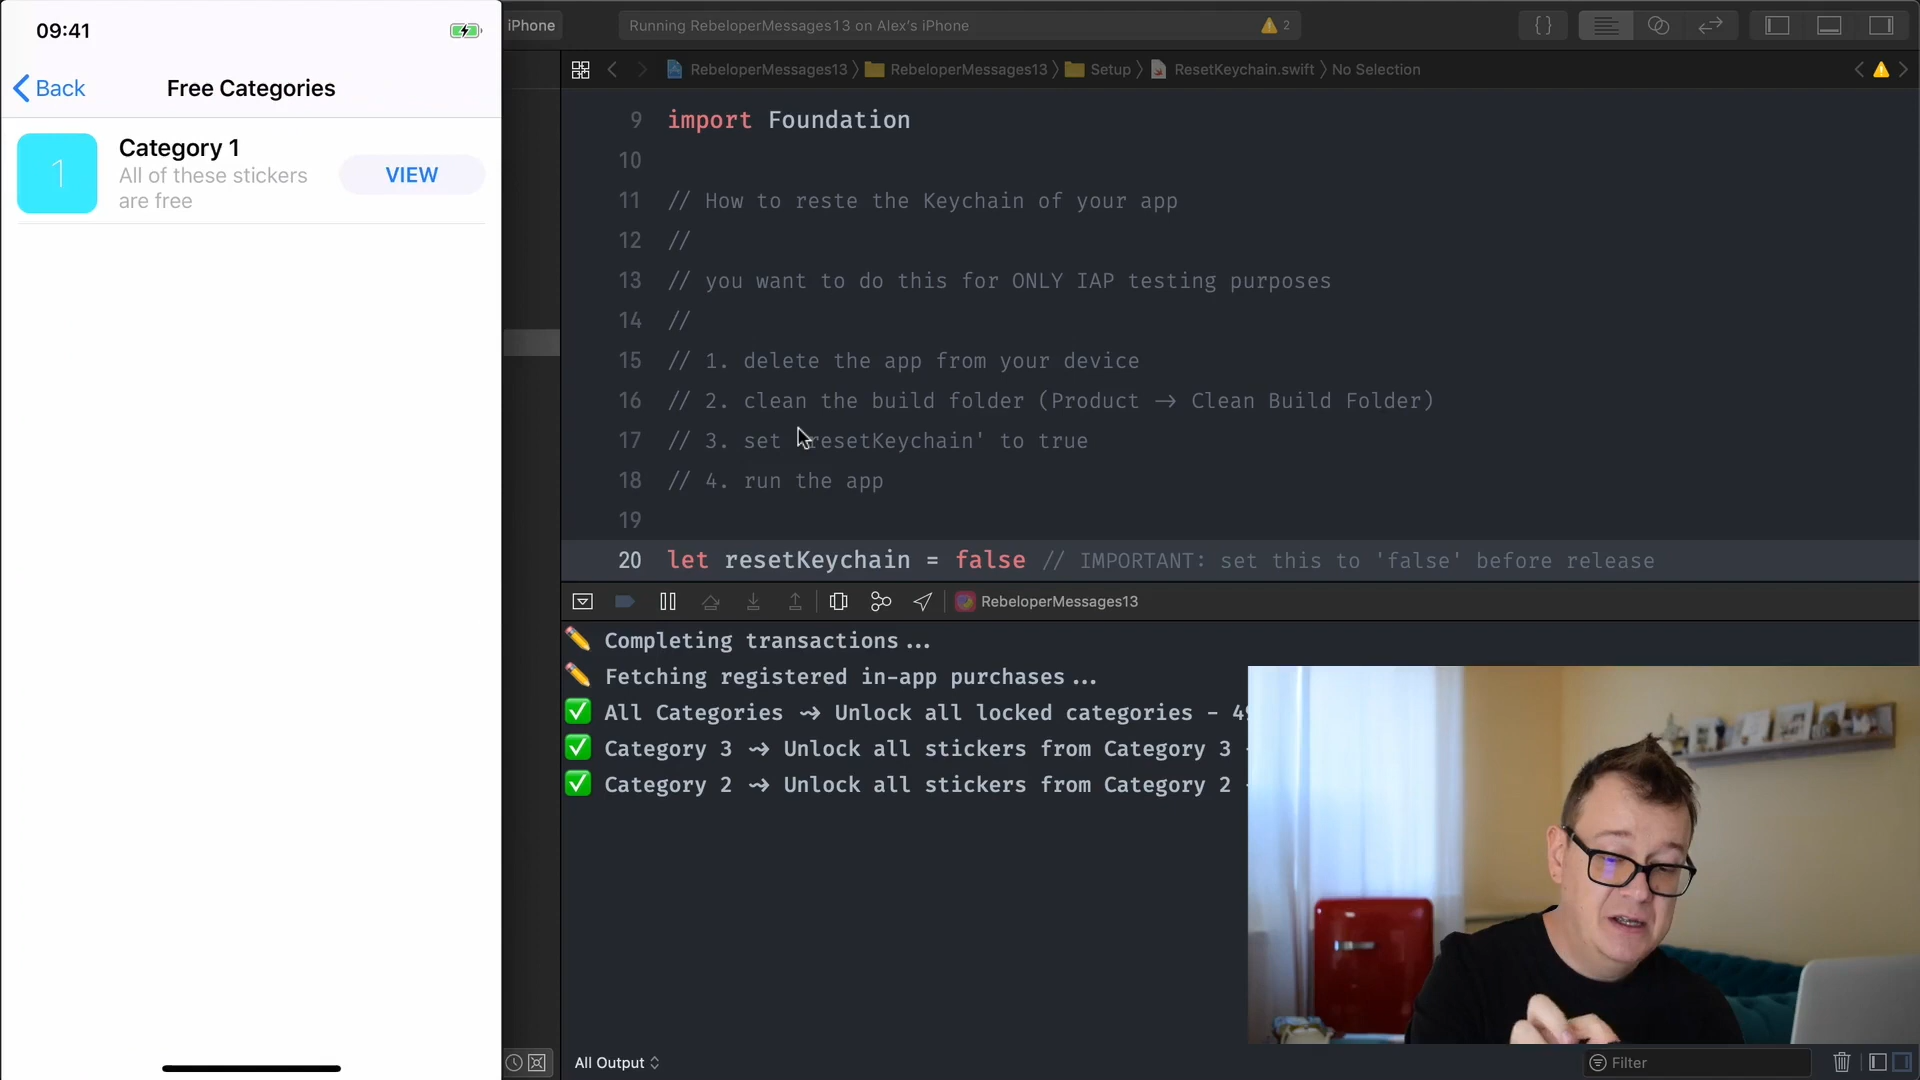 09:41
Back
Free Categories
1
Category 1
All of these stickers
are free
VIEW
iPhone
Running RebeloperMessages13 on Alex's iPhone
2
RebeloperMessages13 〉 RebeloperMessages13 〉 Setup 〉 ResetKeychain.swift 〉 No Selection
9 import Foundation
10
11 // How to reste the Keychain of your app
12 //
13 // you want to do this for ONLY IAP testing purposes
14 //
15 // 1. delete the app from your device
16 // 2. clean the build folder (Product → Clean Build Folder)
17 // 3. set resetKeychain' to true
18 // 4. run the app
19
20 let resetKeychain = false // IMPORTANT: set this to 'false' before release
RebeloperMessages13
✏️ Completing transactions...
✏️ Fetching registered in-app purchases...
✅ All Categories ⇝ Unlock all locked categories - 49
✅ Category 3 ⇝ Unlock all stickers from Category 3 -
✅ Category 2 ⇝ Unlock all stickers from Category 2 -
All Output
Filter